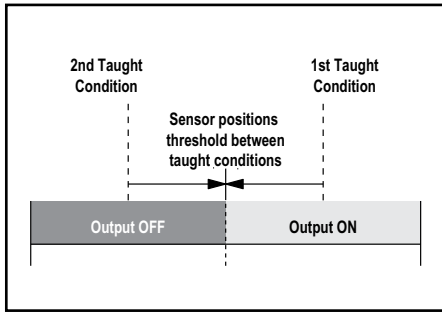 2nd Taught
Condition
1st Taught
Condition
Sensor positions
threshold between
taught conditions
Output OFF
Output ON